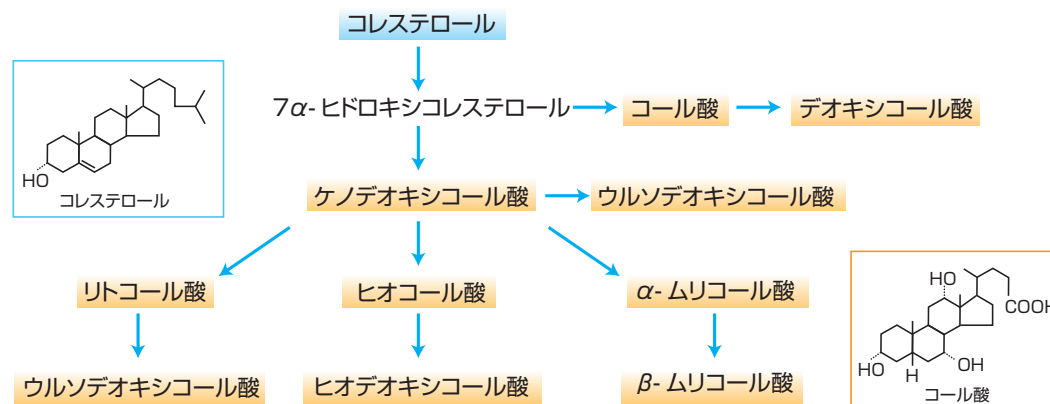 コレステロール
7α-ヒドロキシコレステロール
コール酸
デオキシコール酸
HO
コレステロール
ケノデオキシコール酸
ウルソデオキシコール酸
リトコール酸
ヒオコール酸
α-ムリコール酸
ウルソデオキシコール酸
ヒオデオキシコール酸
β-ムリコール酸
HO
COOH
HO
H
OH
コール酸